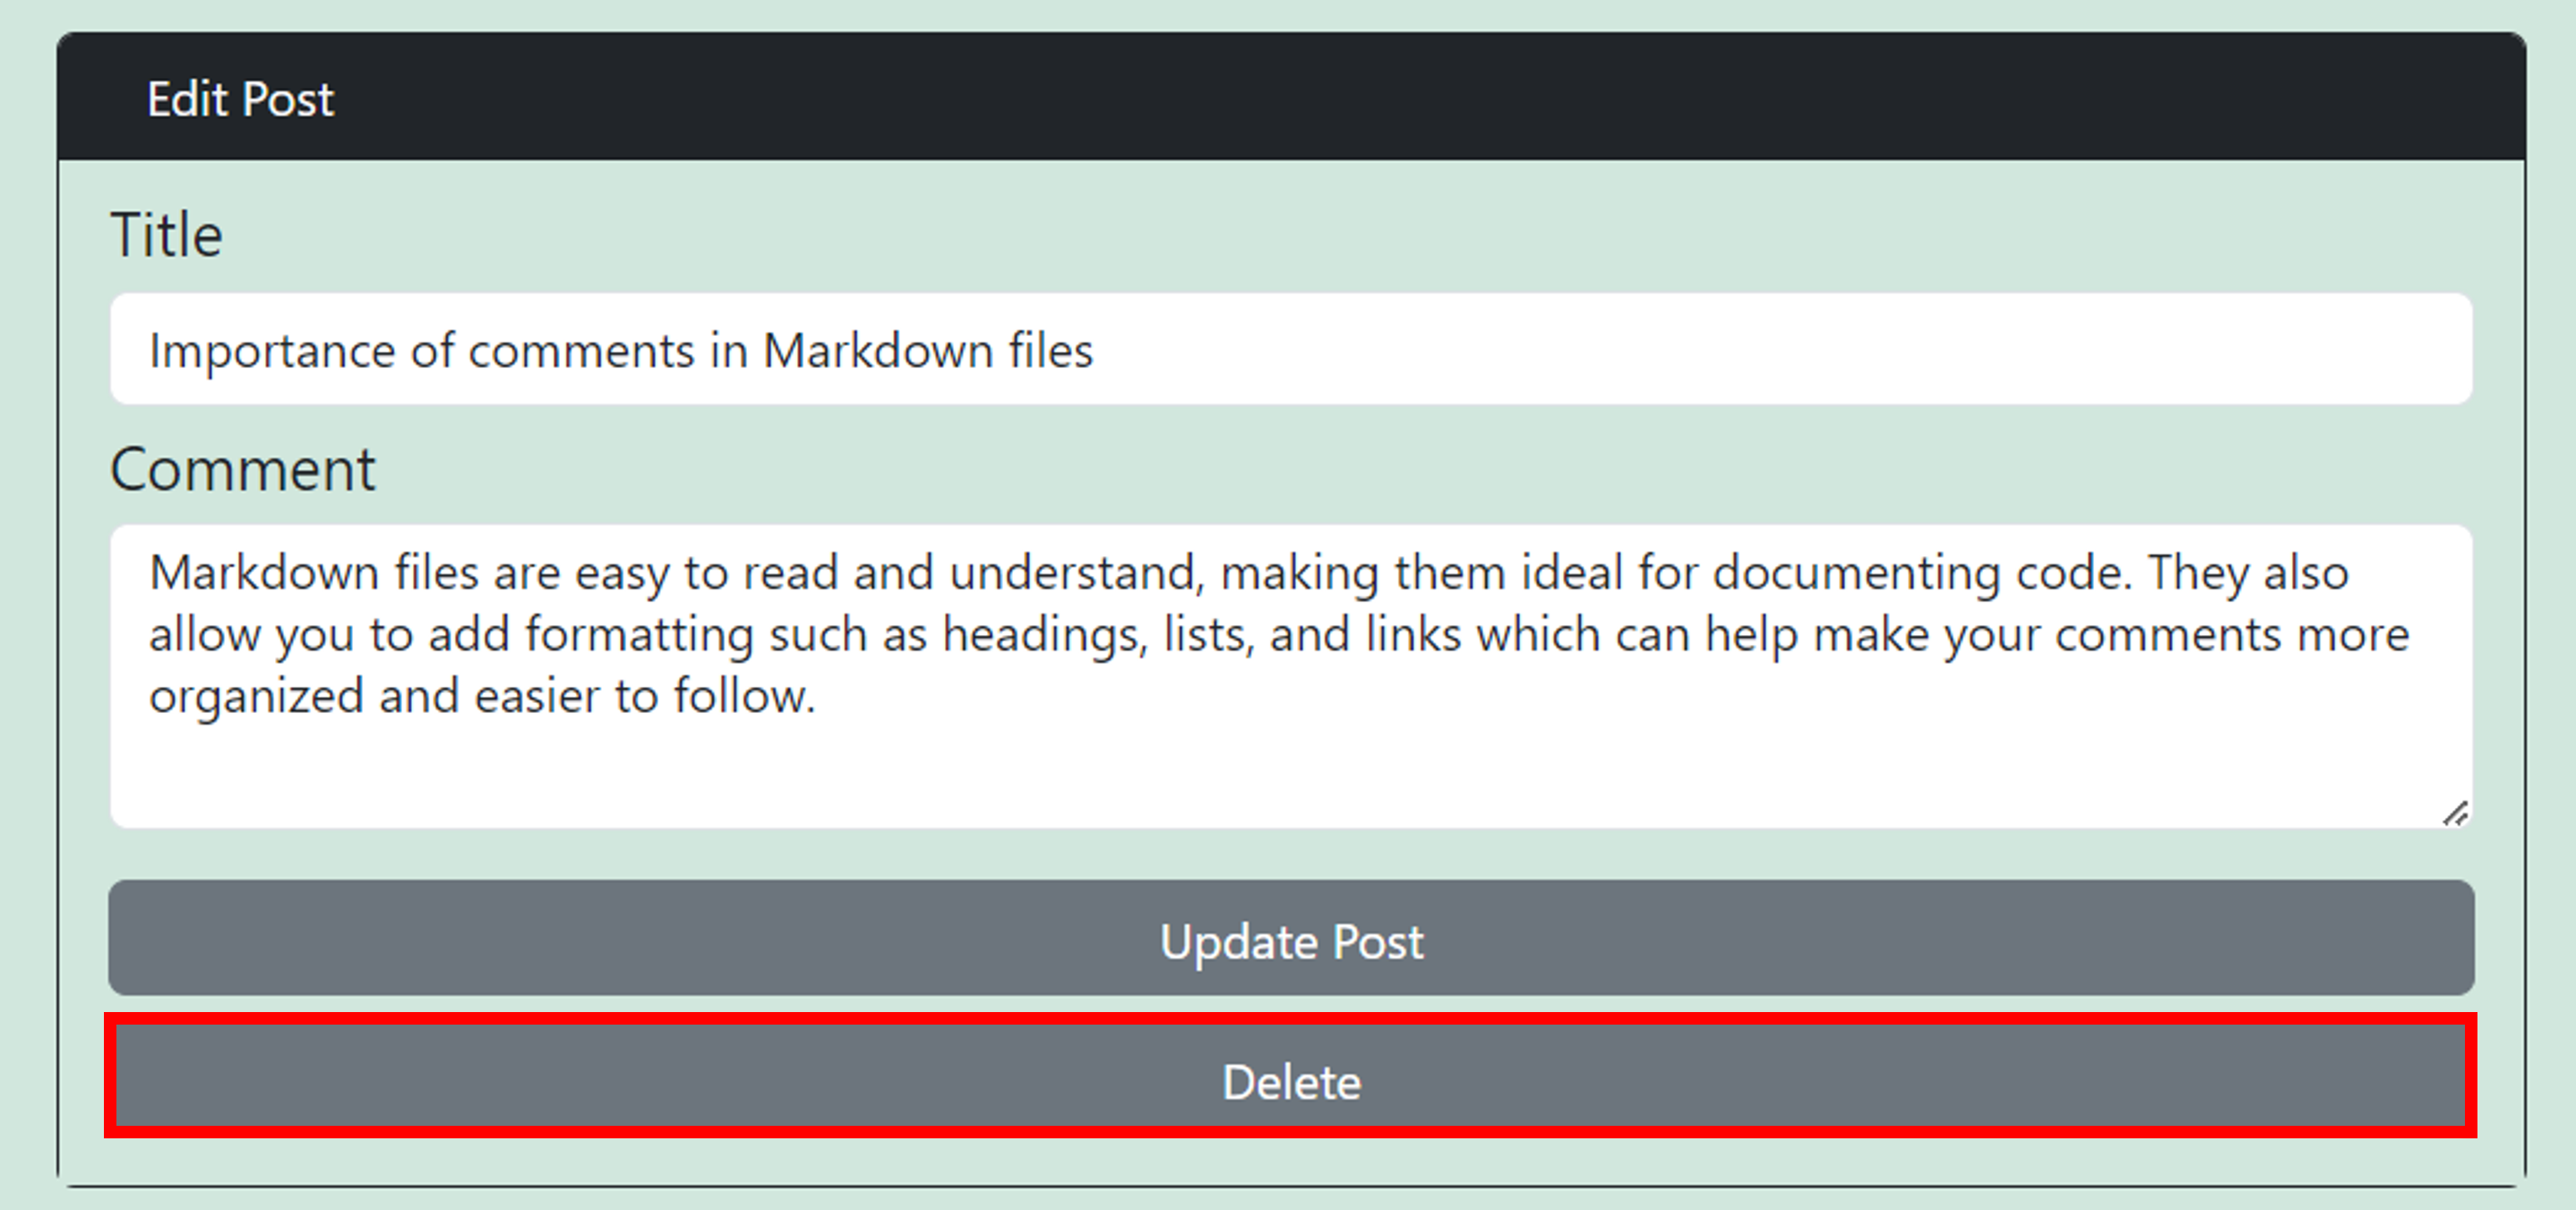 Edit Post
Title
Importance of comments in Markdown files
Comment
Markdown files are easy to read and understand, making them ideal for documenting code. They also
allow you to add formatting such as headings, lists, and links which can help make your comments more
organized and easier to follow.
Update Post
Delete